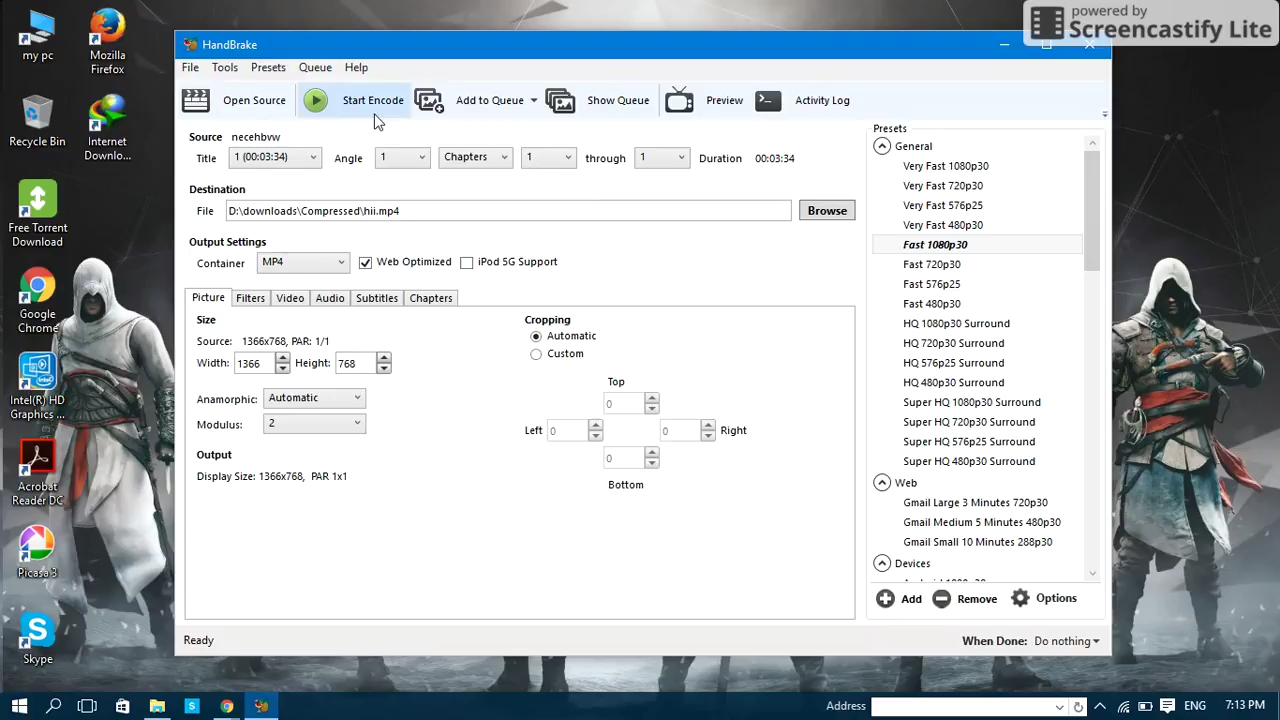 powered by
Screencastify Lite
my pc
Mozilla
Firefox
Recycle Bin
Internet
Downlo...
Free Torrent
Download
Google
Chrome
Intel(R) HD
Graphics ...
Acrobat
Reader DC
Picasa 3
Skype
HandBrake
File Tools Presets Queue Help
Open Source Start Encode Add to Queue Show Queue Preview Activity Log
Source necehbvw
Title 1 (00:03:34) Angle 1 Chapters 1 through 1 Duration 00:03:34
Destination
File D:\downloads\Compressed\hii.mp4 Browse
Output Settings
Container MP4 Web Optimized iPod 5G Support
Picture Filters Video Audio Subtitles Chapters
Size
Source: 1366x768, PAR: 1/1
Width: 1366 Height: 768
Anamorphic: Automatic
Modulus: 2
Output
Display Size: 1366x768, PAR 1x1
Cropping
Automatic
Custom
Top
0
Left 0 0 Right
0
Bottom
Presets
General
Very Fast 1080p30
Very Fast 720p30
Very Fast 576p25
Very Fast 480p30
Fast 1080p30
Fast 720p30
Fast 576p25
Fast 480p30
HQ 1080p30 Surround
HQ 720p30 Surround
HQ 576p25 Surround
HQ 480p30 Surround
Super HQ 1080p30 Surround
Super HQ 720p30 Surround
Super HQ 576p25 Surround
Super HQ 480p30 Surround
Web
Gmail Large 3 Minutes 720p30
Gmail Medium 5 Minutes 480p30
Gmail Small 10 Minutes 288p30
Devices
Add Remove Options
Ready When Done: Do nothing
Address ENG 7:13 PM